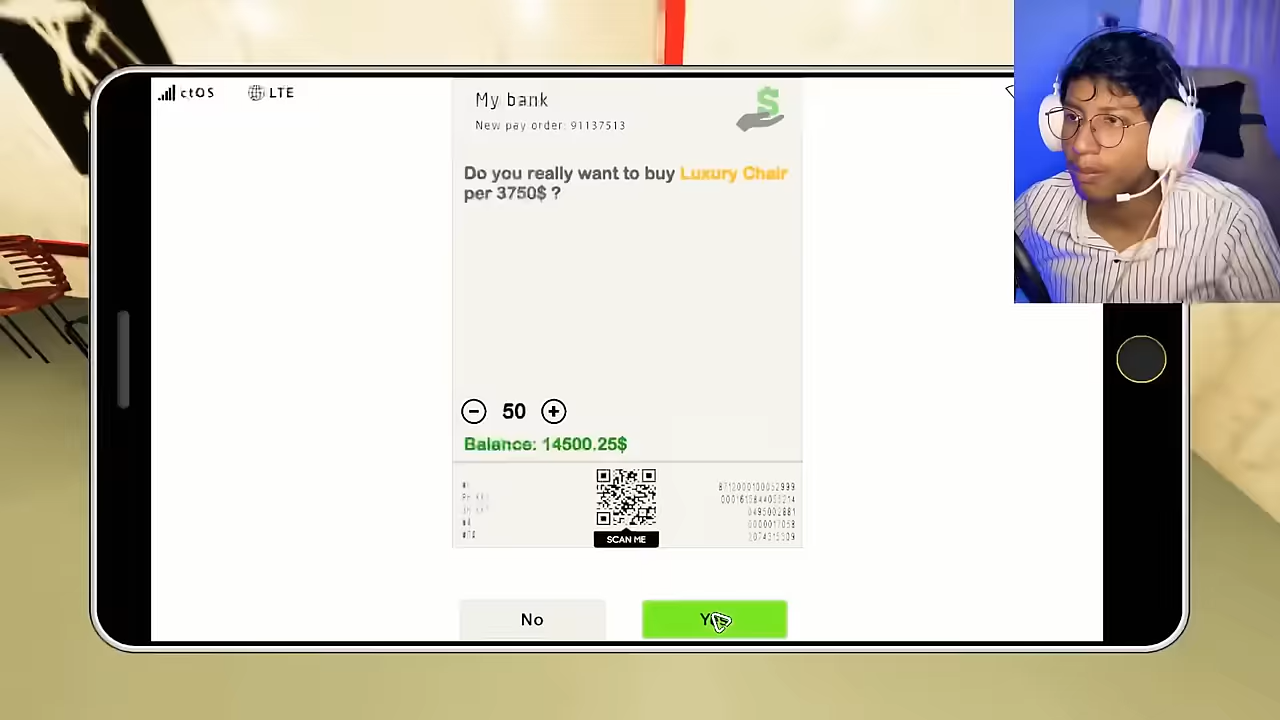 ctOS LTE
My bank
New pay order: 91137513
$
Do you really want to buy Luxury Chair
per 3750$ ?
50
Balance: 14500.25$
SCAN ME
No